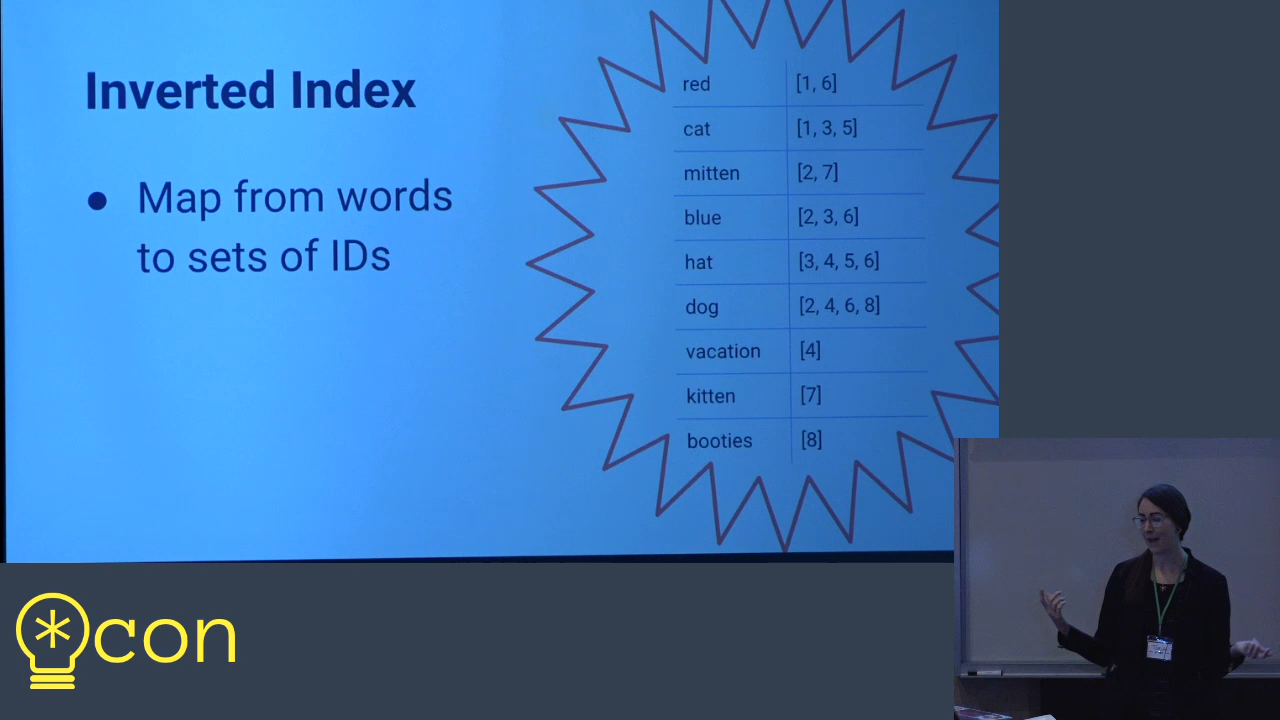 Inverted Index
● Map from words
to sets of IDs
red [1, 6]
cat [1, 3, 5]
mitten [2, 7]
blue [2, 3, 6]
hat [3, 4, 5, 6]
dog [2, 4, 6, 8]
vacation [4]
kitten [7]
booties [8]
*con